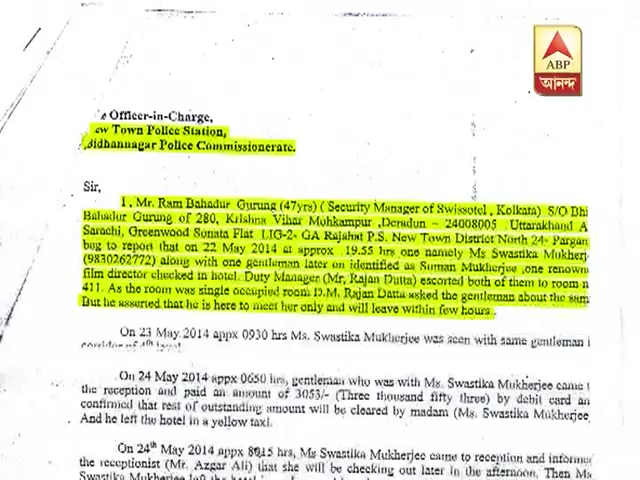 ABP
আনন্দ
Officer-in-Charge,
New Town Police Station,
Bidhannagar Police Commissionerate.
Sir,
1, Mr. Ram Bahadur Gurung (47yrs) ( Security Manager of Swissotel , Kolkata) S/O Bhi
Bahadur Gurung of 280, Krishna Vihar Mohkampur ,Deradun – 24008005 . Uttarakhand A
Sarachi, Greenwood Sonata Flat LIG-2- GA Rajahat P.S. New Town District North 24- Pargan
beg to report that on 22 May 2014 at approx 19.55 hrs one namely Ms Swastika Mukherj
(9830262772) along with one gentleman later on identified as Suman Mukherjee ,one renown
film director checked in hotel. Duty Manager (Mr, Rajan Dutta) escorted both of them to room n
411. As the room was single occupied room D.M. Rajan Datta asked the gentleman about the sam
But he asserted that he is here to meet her only and will leave within few hours.
On 23 May 2014 appx 0930 hrs Ms. Swastika Mukherjee was seen with same gentleman i
corridor of 4th level
On 24 May 2014 appx 0650 hrs, gentleman who was with Ms. Swastika Mukherjee came t
the reception and paid an amount of 3053/- (Three thousand fifty three) by debit card an
confirmed that rest of outstanding amount will be cleared by madam (Ms. Swastika Mukherjee
And he left the hotel in a yellow taxi.
On 24th May 2014 appx 8015 hrs, Ms Swastika Mukherjee came to reception and informe
the receptionist (Mr. Azgar Ali) that she will be checking out later in the afternoon. Then Ms